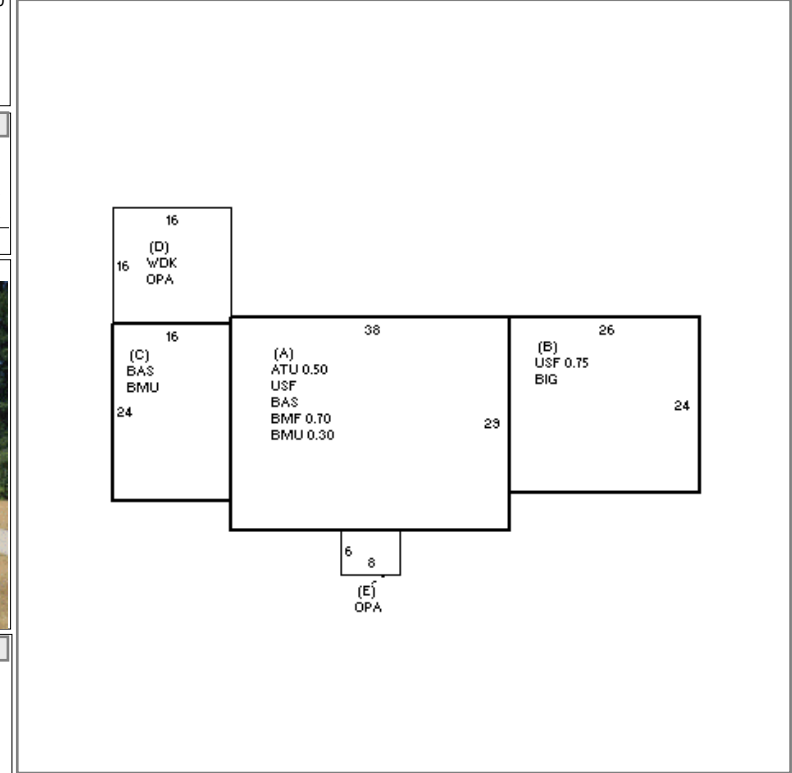 16
(D)
16 WDK
OPA
16
(C)
BAS
BMU
24
38
(A)
ATU 0.50
USF
BAS
BMF 0.70
BMU 0.30
29
26
(B)
USF 0.75
BIG
24
6
8
(E)
OPA